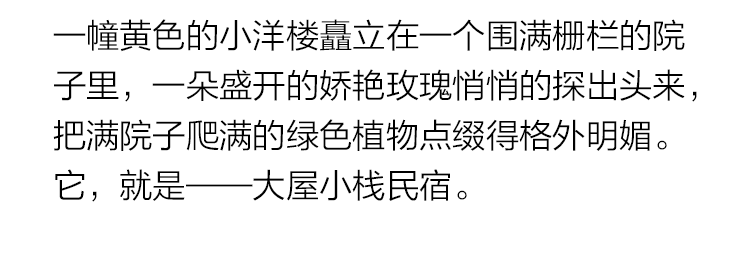 一幢黄色的小洋楼矗立在一个围满栅栏的院
子里，一朵盛开的娇艳玫瑰悄悄的探出头来，
把满院子爬满的绿色植物点缀得格外明媚。
它，就是——大屋小栈民宿。